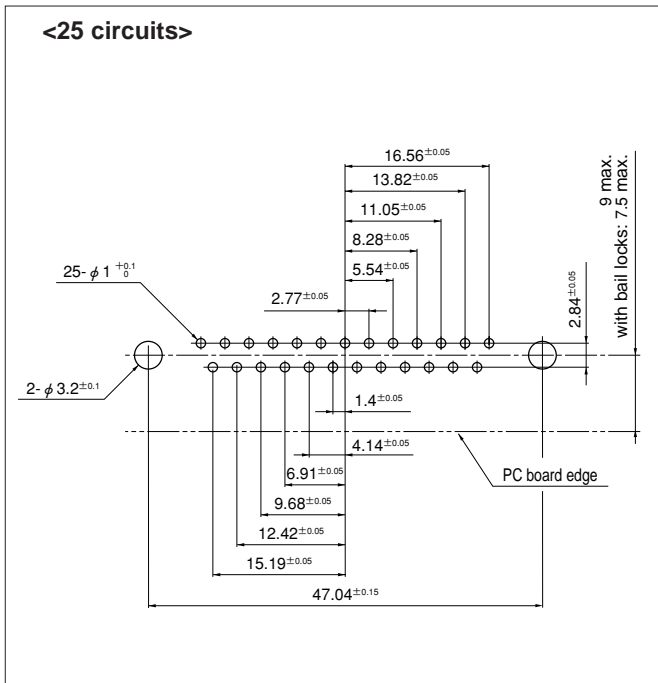 <25 circuits>
16.56±0.05
13.82±0.05
11.05±0.05
8.28±0.05
5.54±0.05
2.77±0.05
25- ϕ 1 +0.1 0
2- ϕ 3.2±0.1
9 max.
with bail locks: 7.5 max.
2.84±0.05
1.4±0.05
4.14±0.05
PC board edge
6.91±0.05
9.68±0.05
12.42±0.05
15.19±0.05
47.04±0.15